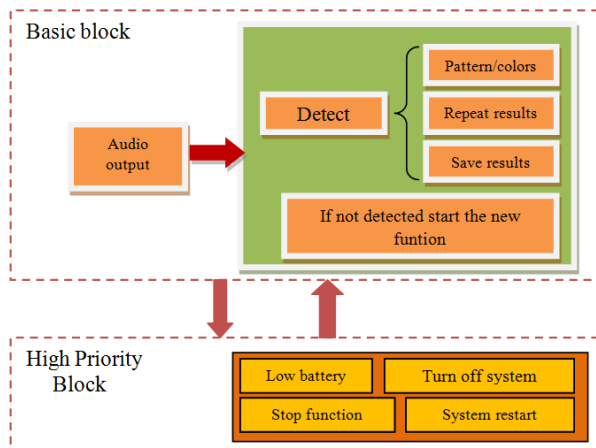 Basic block
Pattern/colors
Detect
Repeat results
Audio
output
Save results
If not detected start the new
funtion
High Priority
Block
Low battery
Turn off system
Stop function
System restart